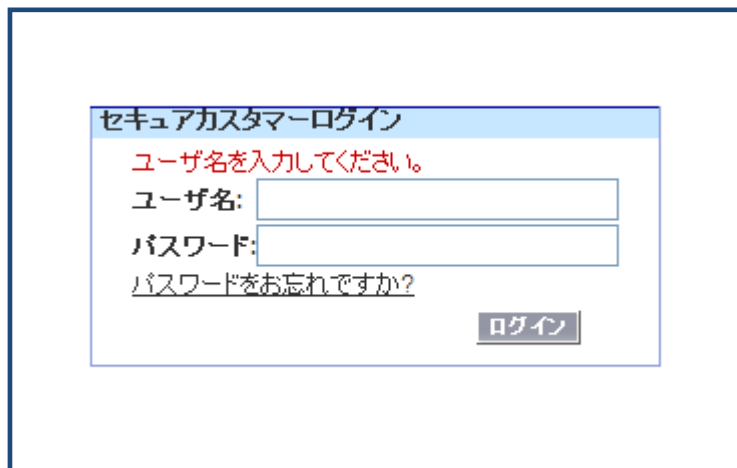 セキュアカスタマーログイン
ユーザ名を入力してください。
ユーザ名:
パスワード:
パスワードをお忘れですか?
ログイン